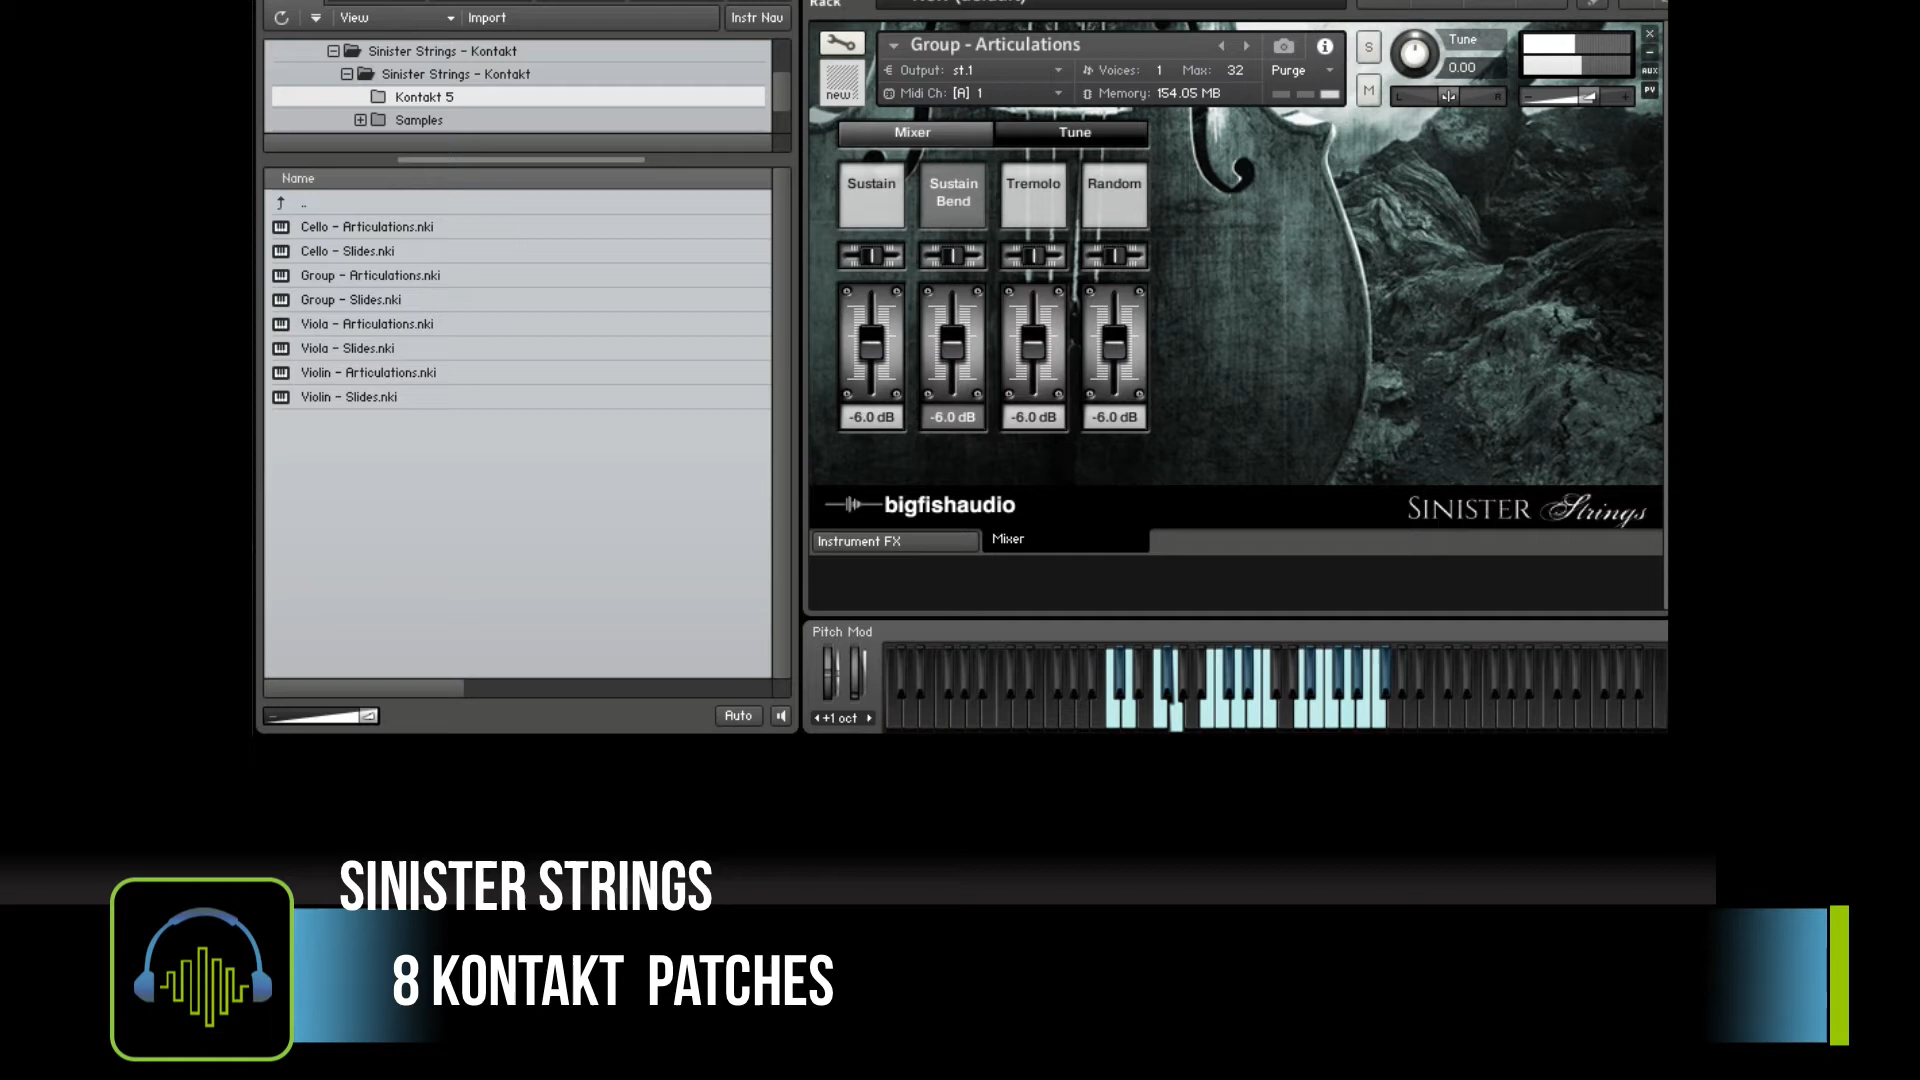 View
Import
Instr Nav
Sinister Strings - Kontakt
Sinister Strings - Kontakt
Kontakt 5
Samples
Name
..
Cello - Articulations.nki
Cello - Slides.nki
Group - Articulations.nki
Group - Slides.nki
Viola - Articulations.nki
Viola - Slides.nki
Violin - Articulations.nki
Violin - Slides.nki
Auto
Rack
new
Group - Articulations
Output: st.1
Voices: 1 Max: 32
Purge
Midi Ch: [A] 1
Memory: 154.05 MB
S
M
Tune
0.00
L R
AUX
PV
Mixer
Tune
Sustain
Sustain Bend
Tremolo
Random
-6.0 dB
-6.0 dB
-6.0 dB
-6.0 dB
bigfishaudio
SINISTER Strings
Instrument FX
Mixer
Pitch Mod
+1 oct
SINISTER STRINGS
8 KONTAKT PATCHES